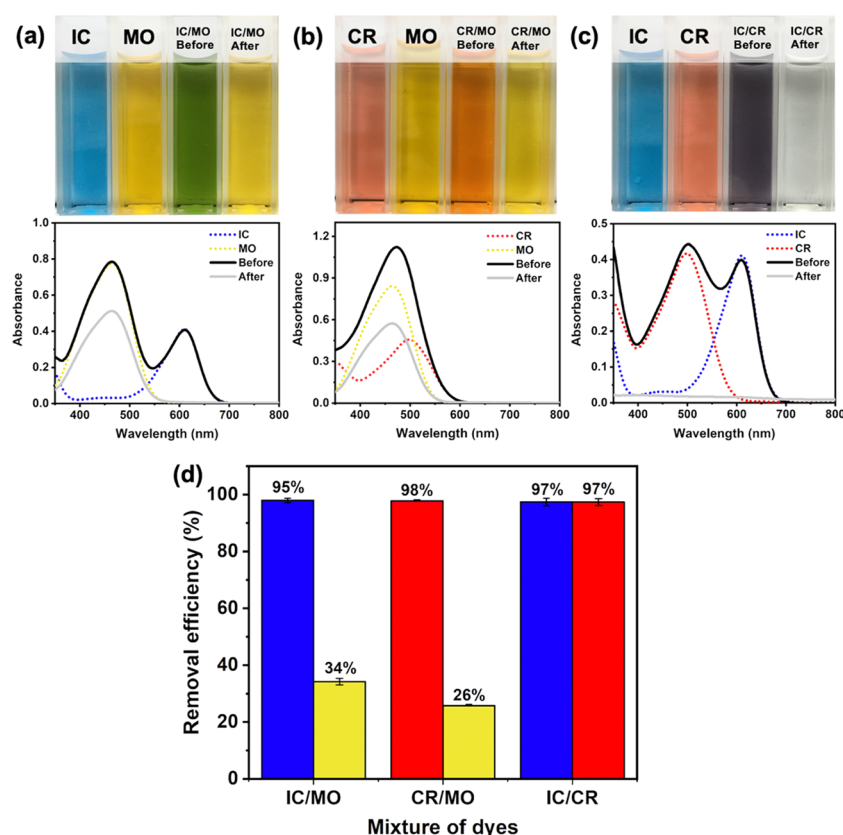 (a)
IC
MO
IC/MO
Before
IC/MO
After
(b)
CR
MO
CR/MO
Before
CR/MO
After
(c)
IC
CR
IC/CR
Before
IC/CR
After
1.0
0.8
0.6
0.4
0.2
0.0
Absorbance
IC
MO
Before
After
400 500 600 700 800
Wavelength (nm)
1.2
0.9
0.6
0.3
0.0
Absorbance
CR
MO
Before
After
400 500 600 700 800
Wavelength (nm)
0.5
0.4
0.3
0.2
0.1
0.0
Absorbance
IC
CR
Before
After
400 500 600 700 800
Wavelength (nm)
(d)
100
80
60
40
20
0
Removal efficiency (%)
95%
34%
98%
26%
97%
97%
IC/MO CR/MO IC/CR
Mixture of dyes